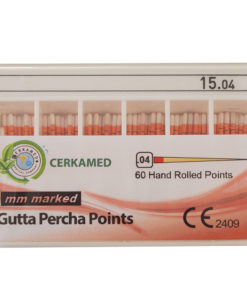 15.04
CERKAMED
.04
60 Hand Rolled Points
mm marked
Gutta Percha Points
CE 2409